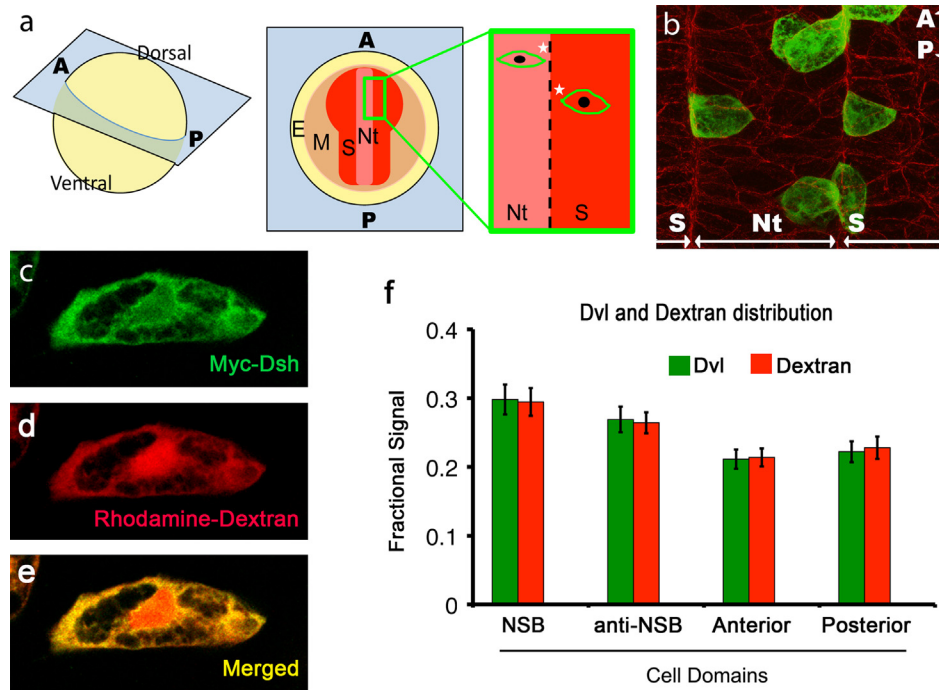 a
Dorsal
A
P
Ventral
A
E
M
S
Nt
P
Nt
S
b
A
P
S
Nt
S
c
Myc-Dsh
d
Rhodamine-Dextran
e
Merged
f
Dvl and Dextran distribution
Dvl
Dextran
Fractional Signal
0.4
0.3
0.2
0.1
0
NSB
anti-NSB
Anterior
Posterior
Cell Domains